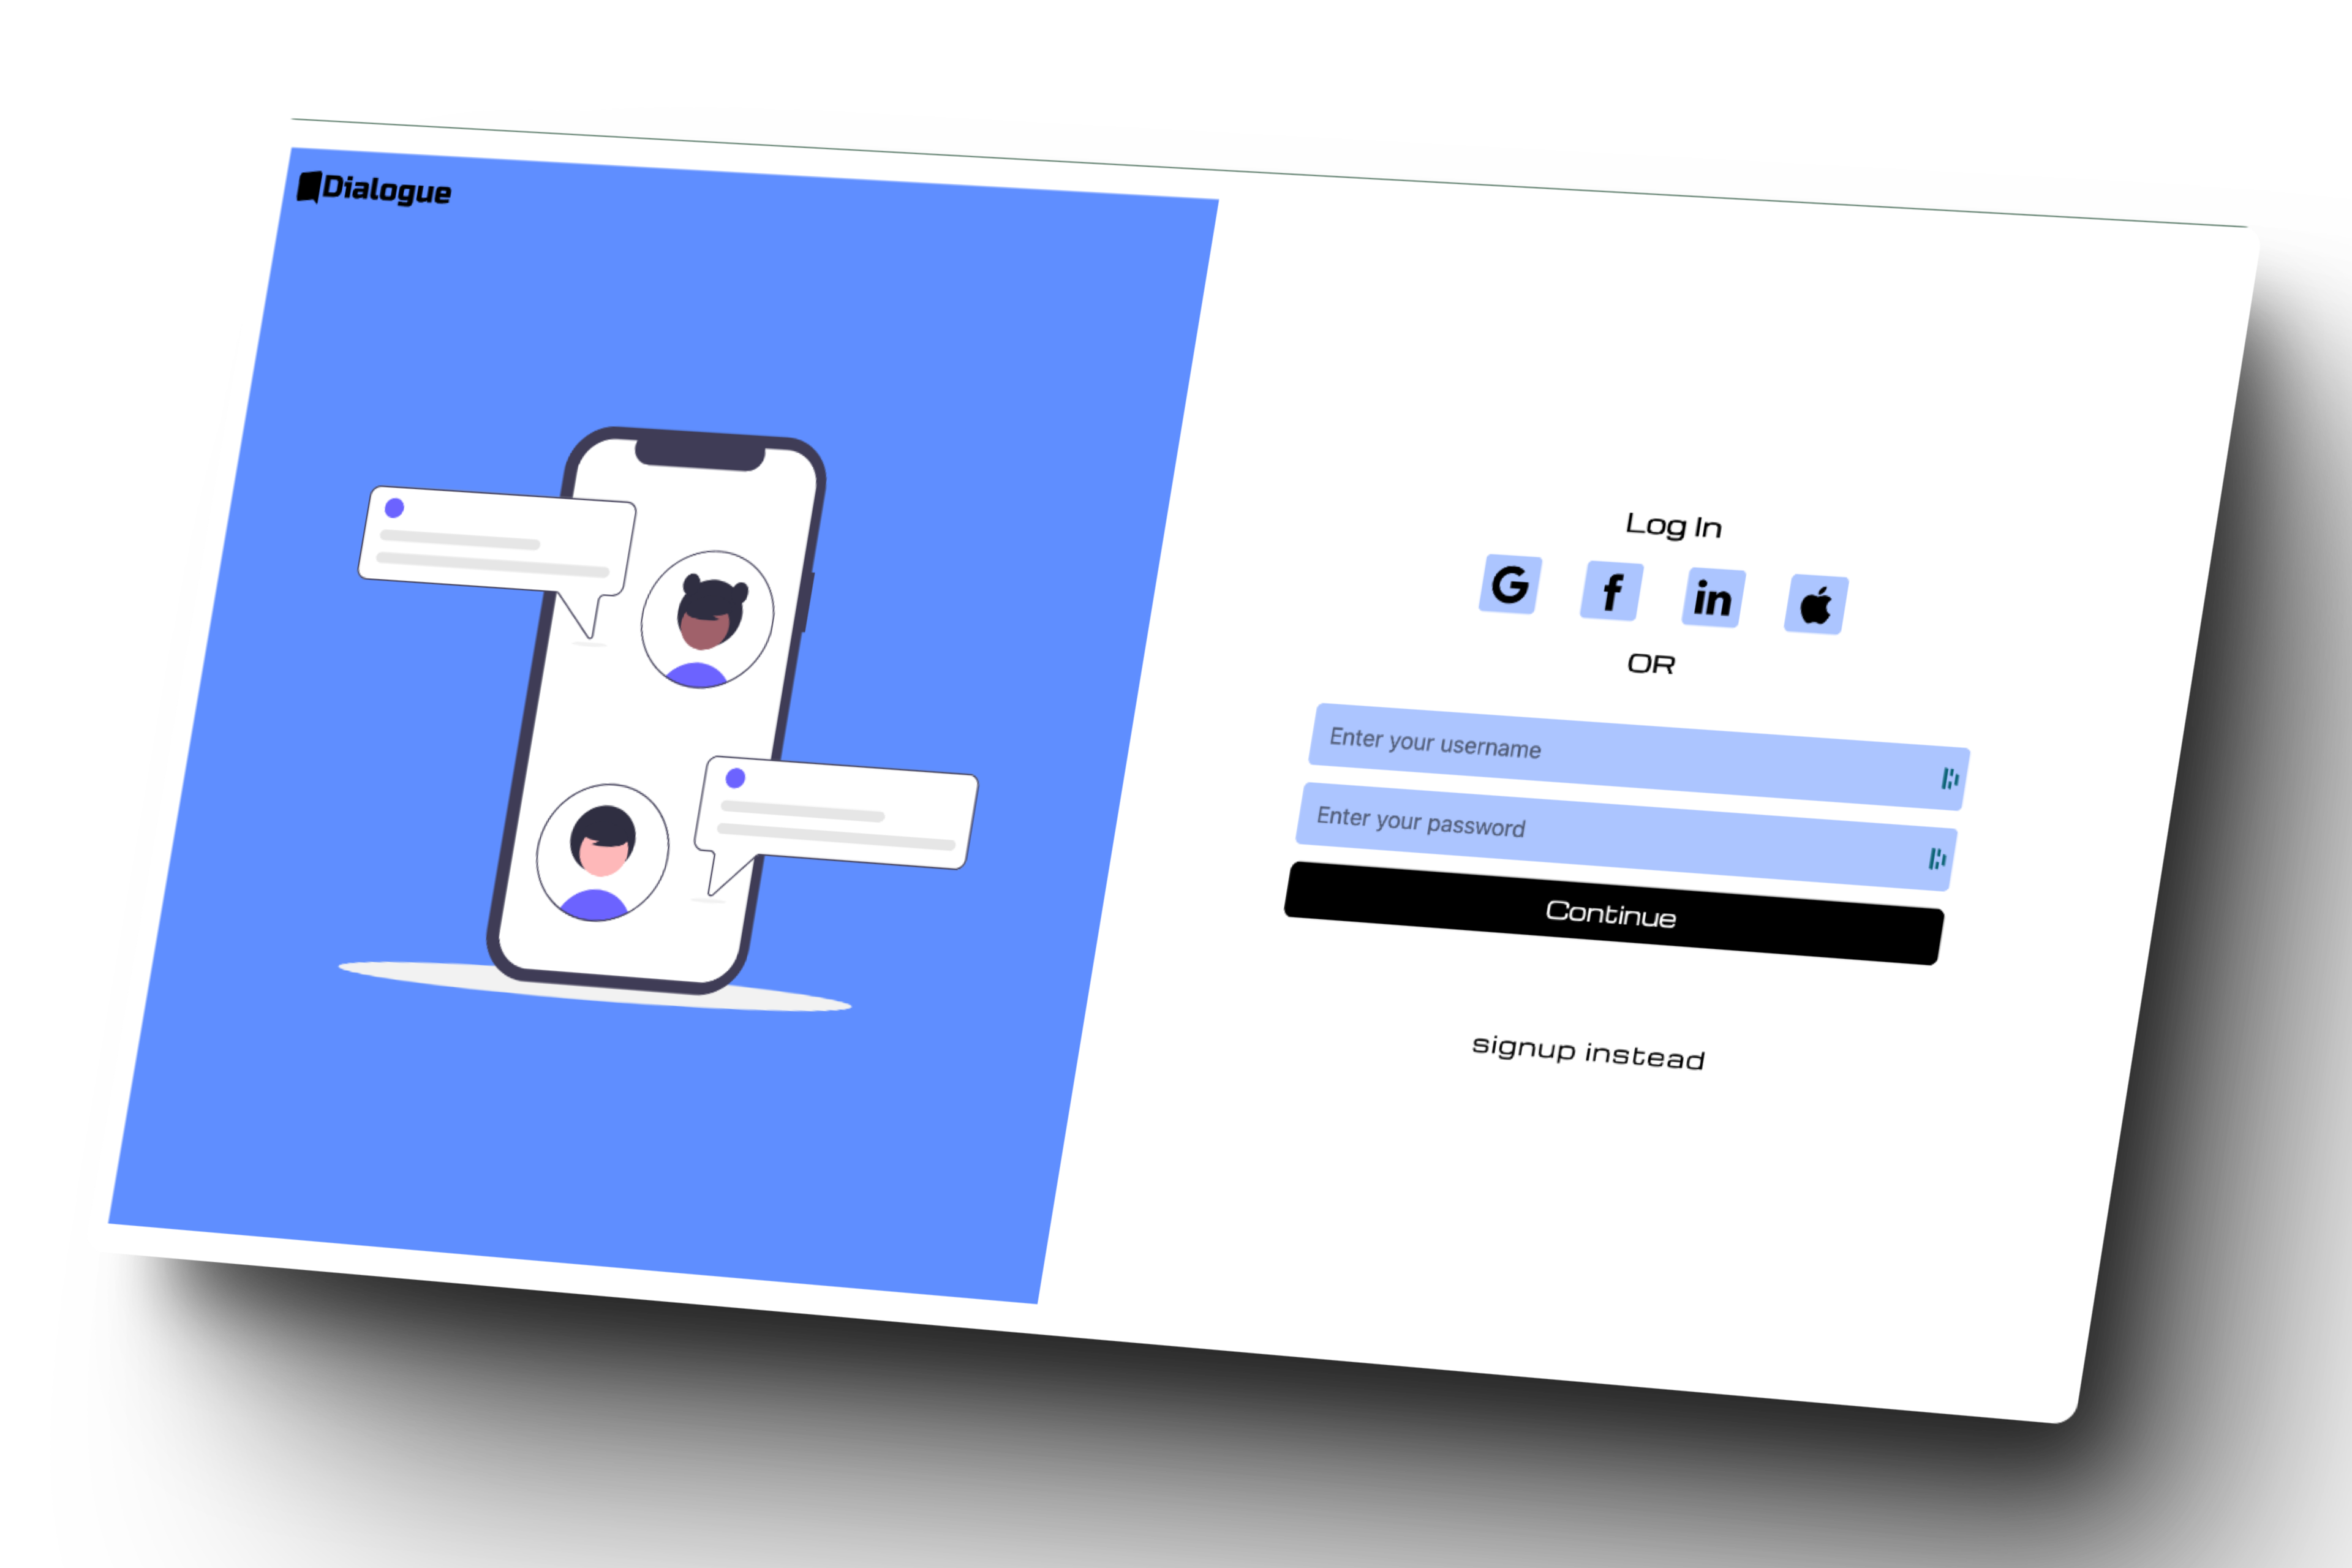 Dialogue
Log In
G f in
OR
Enter your username
Enter your password
Continue
signup instead